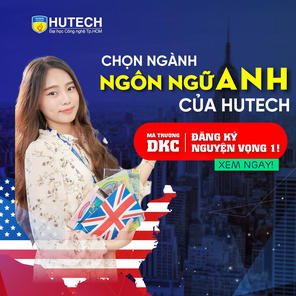 HUTECH
Đại học Công nghệ Tp.HCM
CHỌN NGÀNH
NGÔN NGỮ ANH
CỦA HUTECH
MÃ TRƯỜNG
DKC
ĐĂNG KÝ
NGUYỆN VỌNG 1!
XEM NGAY!